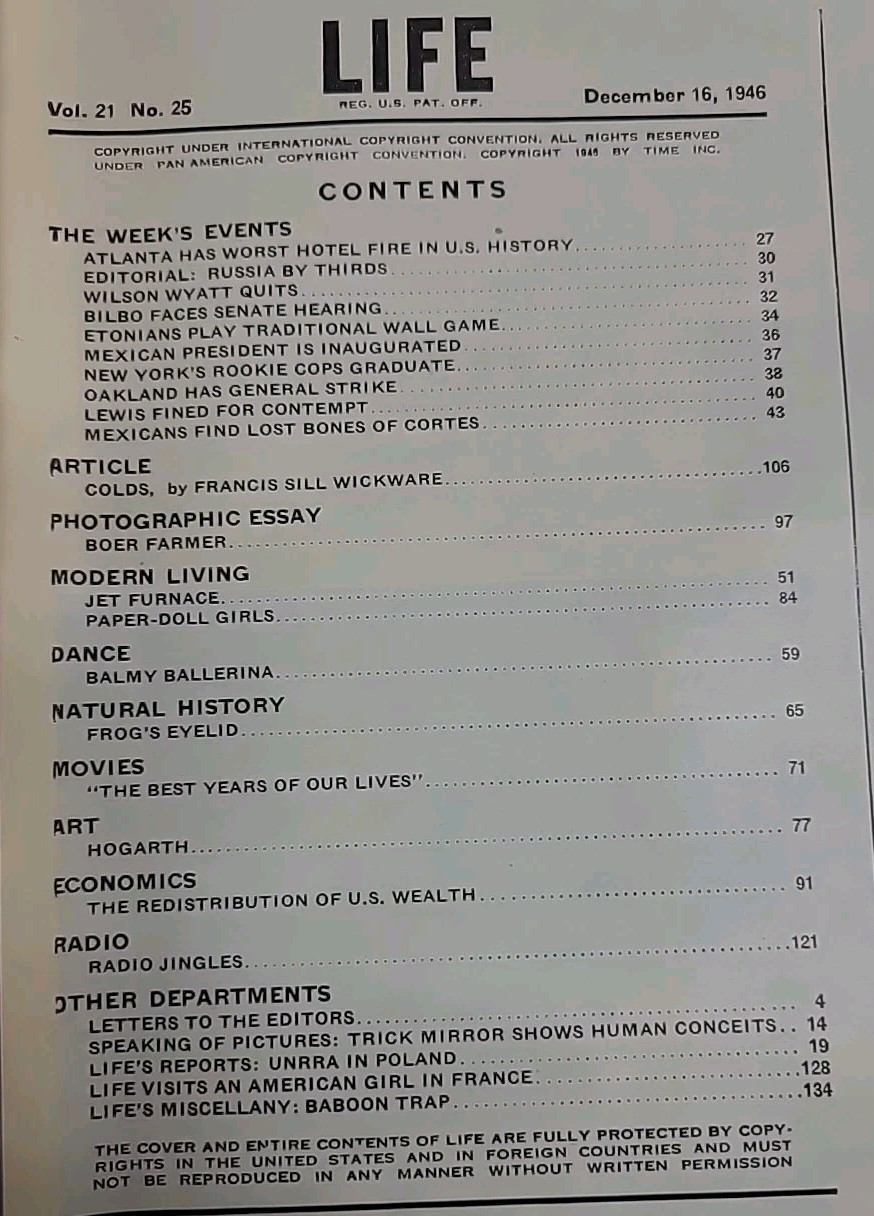 LIFE
REG. U.S. PAT. OFF.
Vol. 21 No. 25 December 16, 1946
COPYRIGHT UNDER INTERNATIONAL COPYRIGHT CONVENTION. ALL RIGHTS RESERVED
UNDER PAN AMERICAN COPYRIGHT CONVENTION. COPYRIGHT 1946 BY TIME INC.
CONTENTS
THE WEEK'S EVENTS
ATLANTA HAS WORST HOTEL FIRE IN U.S. HISTORY 27
EDITORIAL: RUSSIA BY THIRDS 30
WILSON WYATT QUITS 31
BILBO FACES SENATE HEARING 32
ETONIANS PLAY TRADITIONAL WALL GAME 34
MEXICAN PRESIDENT IS INAUGURATED 36
NEW YORK'S ROOKIE COPS GRADUATE 37
OAKLAND HAS GENERAL STRIKE 38
LEWIS FINED FOR CONTEMPT 40
MEXICANS FIND LOST BONES OF CORTES 43
ARTICLE
COLDS, by FRANCIS SILL WICKWARE 106
PHOTOGRAPHIC ESSAY
BOER FARMER 97
MODERN LIVING
JET FURNACE 51
PAPER-DOLL GIRLS 84
DANCE
BALMY BALLERINA 59
NATURAL HISTORY
FROG'S EYELID 65
MOVIES
"THE BEST YEARS OF OUR LIVES" 71
ART
HOGARTH 77
ECONOMICS
THE REDISTRIBUTION OF U.S. WEALTH 91
RADIO
RADIO JINGLES 121
OTHER DEPARTMENTS
LETTERS TO THE EDITORS 4
SPEAKING OF PICTURES: TRICK MIRROR SHOWS HUMAN CONCEITS 14
LIFE'S REPORTS: UNRRA IN POLAND 19
LIFE VISITS AN AMERICAN GIRL IN FRANCE 128
LIFE'S MISCELLANY: BABOON TRAP 134
THE COVER AND ENTIRE CONTENTS OF LIFE ARE FULLY PROTECTED BY COPY-
RIGHTS IN THE UNITED STATES AND IN FOREIGN COUNTRIES AND MUST
NOT BE REPRODUCED IN ANY MANNER WITHOUT WRITTEN PERMISSION